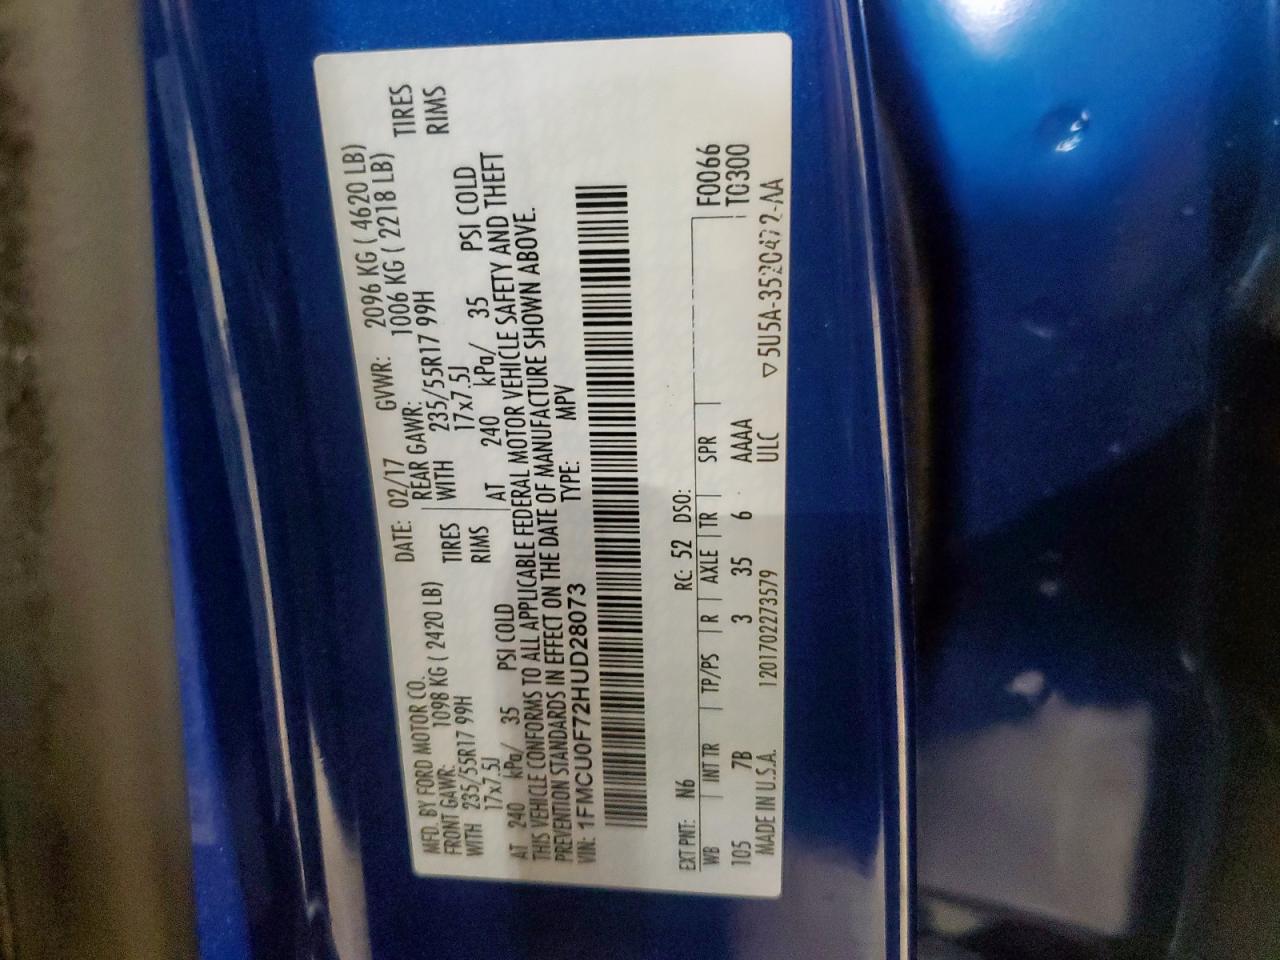 MFD. BY FORD MOTOR CO. DATE: 02/17 GVWR: 2096 KG ( 4620 LB)
FRONT GAWR: 1098 KG ( 2420 LB) REAR GAWR: 1006 KG ( 2218 LB)
WITH 235/55R17 99H TIRES WITH 235/55R17 99H TIRES
17x7.5J RIMS 17x7.5J RIMS
AT 240 kPa/ 35 PSI COLD AT 240 kPa/ 35 PSI COLD
THIS VEHICLE CONFORMS TO ALL APPLICABLE FEDERAL MOTOR VEHICLE SAFETY AND THEFT
PREVENTION STANDARDS IN EFFECT ON THE DATE OF MANUFACTURE SHOWN ABOVE.
VIN: 1FMCU0F72HUD28073 TYPE: MPV
EXT PNT: N6 RC: 52 DSO:
WB INT TR TP/PS R AXLE TR SPR F0066
105 7B 3 35 6 AAAA T0300
MADE IN U.S.A. 1201702273579 ULC ▽5U5A-3520472-AA